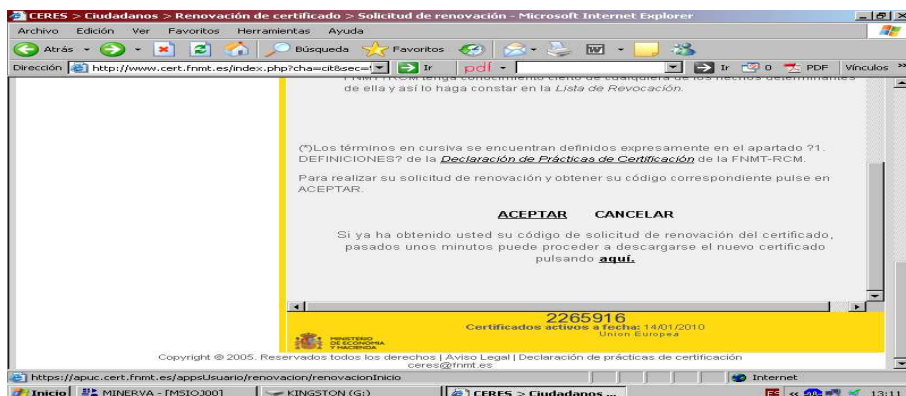 CERES > Ciudadanos > Renovación de certificado > Solicitud de renovación - Microsoft Internet Explorer
Archivo Edición Ver Favoritos Herramientas Ayuda
Atrás Búsqueda Favoritos
Dirección http://www.cert.fnmt.es/index.php?cha=cit&sec= Ir pdf Ir 0 PDF Vínculos
FNMT-RCM tenga conocimiento cierto de cualquiera de los hechos determinantes
de ella y así lo haga constar en la Lista de Revocación.
(*)Los términos en cursiva se encuentran definidos expresamente en el apartado ?1.
DEFINICIONES? de la Declaración de Prácticas de Certificación de la FNMT-RCM.
Para realizar su solicitud de renovación y obtener su código correspondiente pulse en
ACEPTAR.
ACEPTAR CANCELAR
Si ya ha obtenido usted su código de solicitud de renovación del certificado,
pasados unos minutos puede proceder a descargarse el nuevo certificado
pulsando aquí.
2265916
Certificados activos a fecha: 14/01/2010
Union Europea
MINISTERIO
DE ECONOMIA
Y HACIENDA
Copyright © 2005. Reservados todos los derechos | Aviso Legal | Declaración de prácticas de certificación
ceres@fnmt.es
https://apuc.cert.fnmt.es/appsUsuario/renovacion/renovacionInicio Internet
Inicio MINERVA - [MSIOJ001] KINGSTON (G:) CERES > Ciudadanos ... ES 13:11